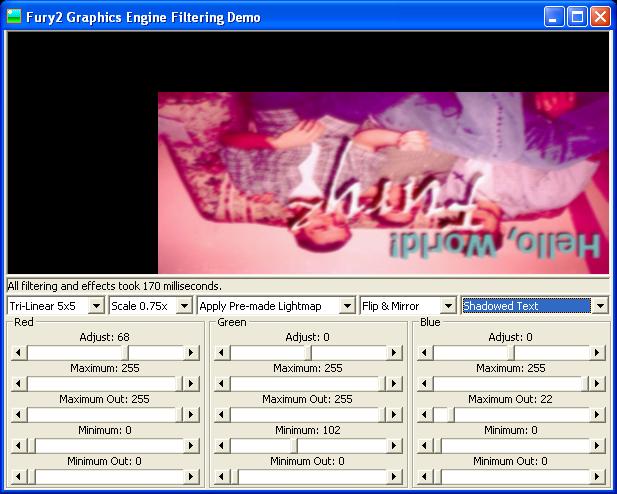 Fury2 Graphics Engine Filtering Demo
Fury2
Hello, World!
All filtering and effects took 170 milliseconds.
Tri-Linear 5x5 Scale 0.75x Apply Pre-made Lightmap Flip & Mirror Shadowed Text
Red Green Blue
Adjust: 68 Adjust: 0 Adjust: 0
Maximum: 255 Maximum: 255 Maximum: 255
Maximum Out: 255 Maximum Out: 255 Maximum Out: 22
Minimum: 0 Minimum: 102 Minimum: 0
Minimum Out: 0 Minimum Out: 0 Minimum Out: 0